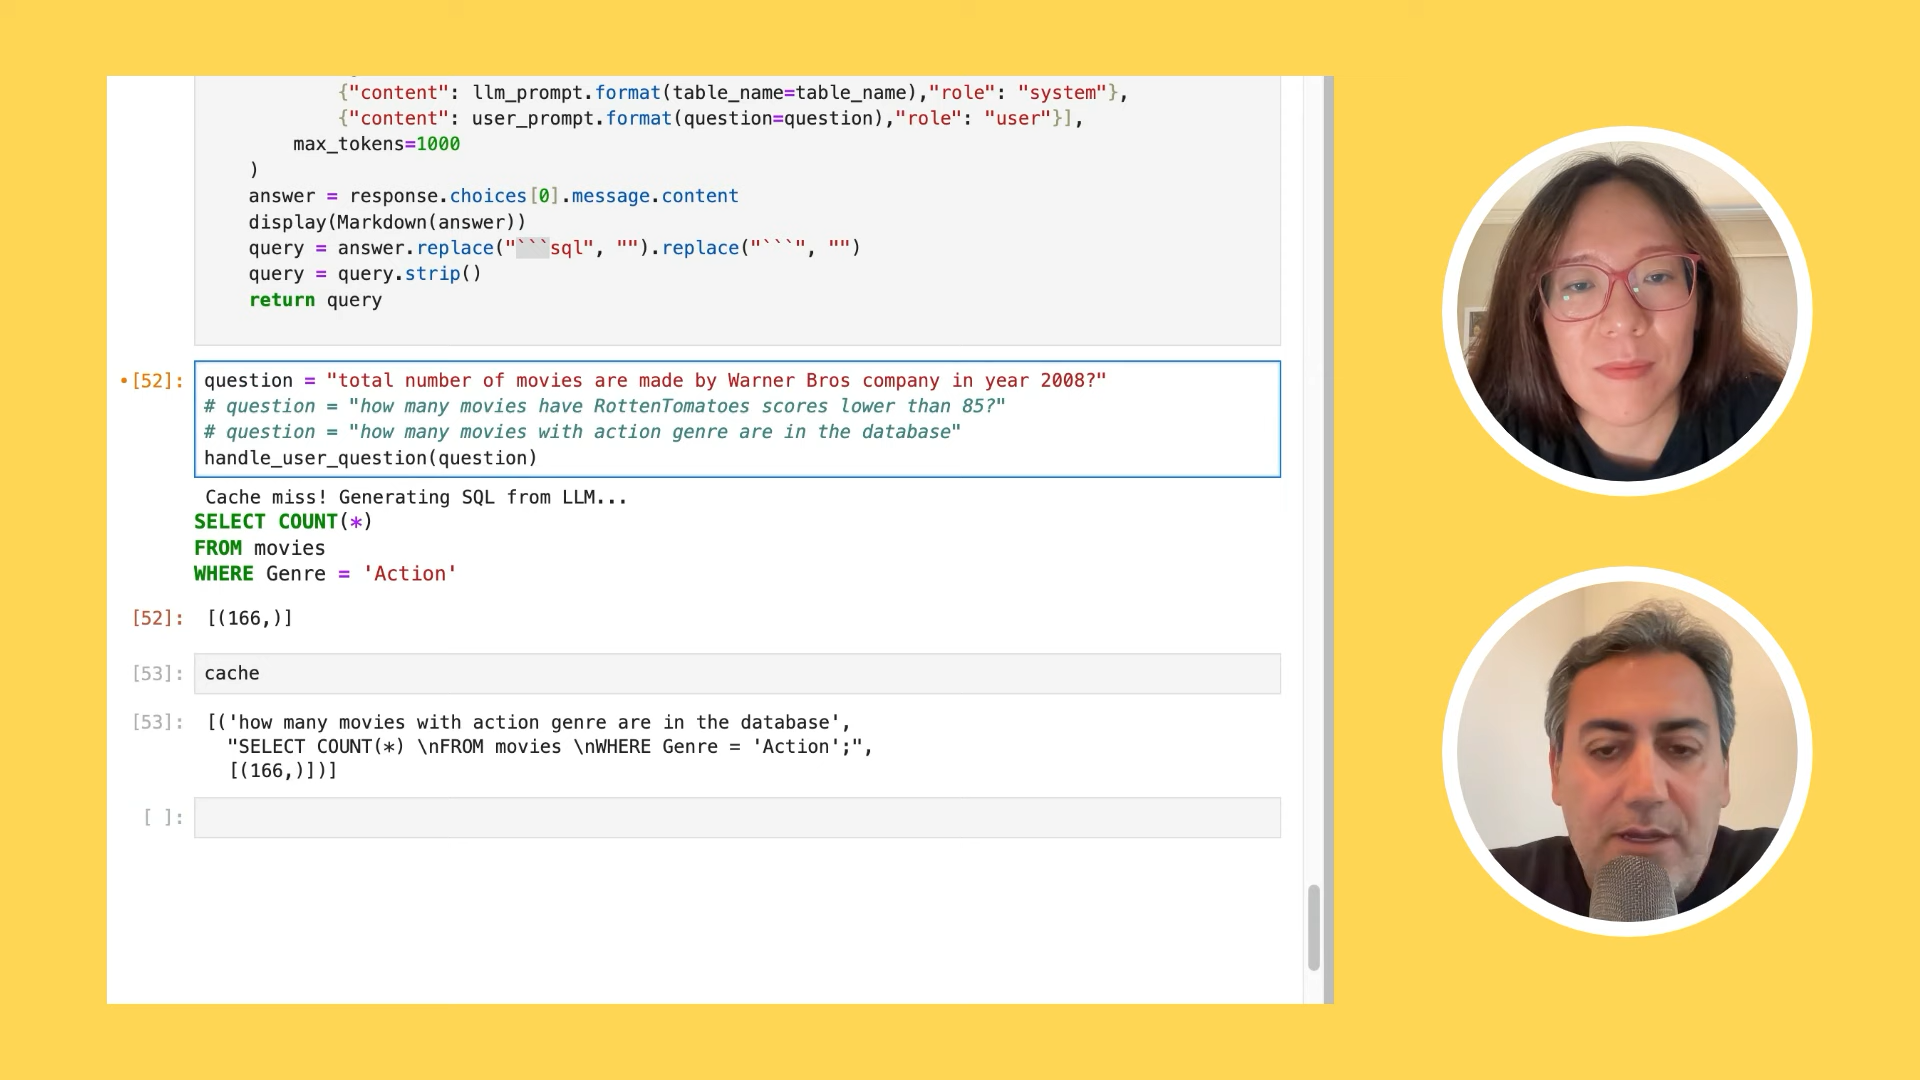 {"content": llm_prompt.format(table_name=table_name),"role": "system"},
{"content": user_prompt.format(question=question),"role": "user"}],
max_tokens=1000
)
answer = response.choices[0].message.content
display(Markdown(answer))
query = answer.replace("```sql", "").replace("```", "")
query = query.strip()
return query
•[52]: question = "total number of movies are made by Warner Bros company in year 2008?"
# question = "how many movies have RottenTomatoes scores lower than 85?"
# question = "how many movies with action genre are in the database"
handle_user_question(question)
Cache miss! Generating SQL from LLM...
SELECT COUNT(*)
FROM movies
WHERE Genre = 'Action'
[52]: [(166,)]
[53]: cache
[53]: [('how many movies with action genre are in the database',
"SELECT COUNT(*) \nFROM movies \nWHERE Genre = 'Action';",
[(166,)])]
[ ]: